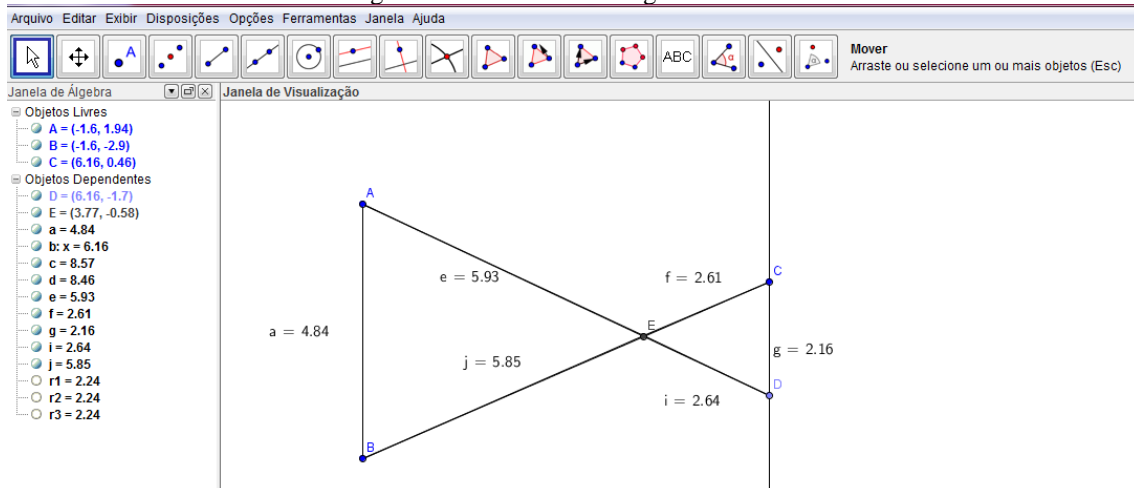 Arquivo Editar Exibir Disposições Opções Ferramentas Janela Ajuda
A
ABC
α
Mover
Arraste ou selecione um ou mais objetos (Esc)
Janela de Álgebra
Janela de Visualização
Objetos Livres
A = (-1.6, 1.94)
B = (-1.6, -2.9)
C = (6.16, 0.46)
Objetos Dependentes
D = (6.16, -1.7)
E = (3.77, -0.58)
a = 4.84
b: x = 6.16
c = 8.57
d = 8.46
e = 5.93
f = 2.61
g = 2.16
i = 2.64
j = 5.85
r1 = 2.24
r2 = 2.24
r3 = 2.24
A
e = 5.93
f = 2.61
C
a = 4.84
E
j = 5.85
g = 2.16
i = 2.64
D
B